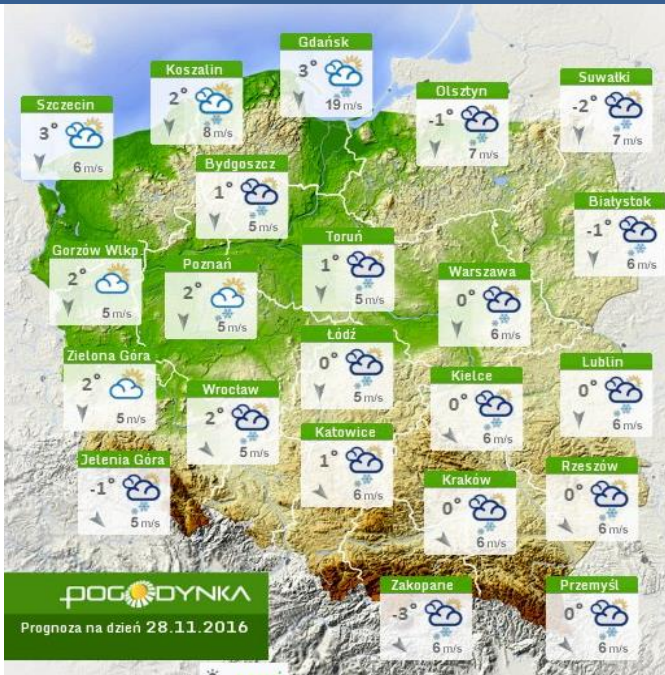 Gdańsk
3°
19 m/s
Koszalin
2°
8 m/s
Szczecin
3°
6 m/s
Olsztyn
-1°
7 m/s
Suwałki
-2°
7 m/s
Bydgoszcz
1°
5 m/s
Białystok
-1°
6 m/s
Gorzów Wlkp.
2°
5 m/s
Poznań
2°
5 m/s
Toruń
1°
5 m/s
Warszawa
0°
6 m/s
Zielona Góra
2°
5 m/s
Łódź
0°
5 m/s
Wrocław
2°
5 m/s
Kielce
0°
6 m/s
Lublin
0°
6 m/s
Jelenia Góra
-1°
5 m/s
Katowice
1°
6 m/s
Kraków
0°
6 m/s
Rzeszów
0°
6 m/s
Zakopane
-3°
6 m/s
Przemyśl
0°
6 m/s
POGODYNKA
Prognoza na dzień 28.11.2016